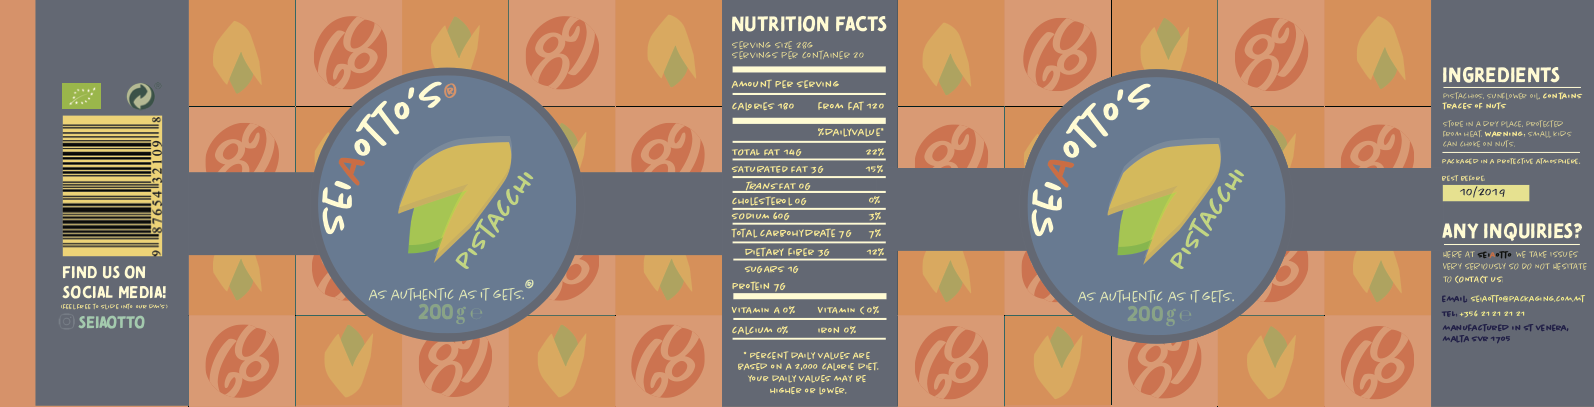 9 87654 32109 8
FIND US ON
SOCIAL MEDIA!
(FEEL FREE TO SLIDE INTO OUR DM'S)
SEIAOTTO
SEIAOTTO'S®
PISTACCHI
AS AUTHENTIC AS IT GETS.®
200g e
NUTRITION FACTS
SERVING SIZE 28G
SERVINGS PER CONTAINER 20
AMOUNT PER SERVING
CALORIES 180 FROM FAT 120
%DAILYVALUE*
TOTAL FAT 14G 22%
SATURATED FAT 3G 15%
TRANSFAT 0G
CHOLESTEROL 0G 0%
SODIUM 60G 3%
TOTAL CARBOHYDRATE 7G 7%
DIETARY FIBER 3G 12%
SUGARS 1G
PROTEIN 7G
VITAMIN A 0% VITAMIN C 0%
CALCIUM 0% IRON 0%
* PERCENT DAILY VALUES ARE
BASED ON A 2,000 CALORIE DIET.
YOUR DAILY VALUES MAY BE
HIGHER OR LOWER.
SEIAOTTO'S
PISTACCHI
AS AUTHENTIC AS IT GETS.
200g e
INGREDIENTS
PISTACHIOS, SUNFLOWER OIL. CONTAINS
TRACES OF NUTS
STORE IN A DRY PLACE, PROTECTED
FROM HEAT. WARNING: SMALL KIDS
CAN CHOKE ON NUTS.
PACKAGED IN A PROTECTIVE ATMOSPHERE.
BEST BEFORE
10/2019
ANY INQUIRIES?
HERE AT SEIAOTTO WE TAKE ISSUES
VERY SERIOUSLY SO DO NOT HESITATE
TO CONTACT US:
EMAIL: SEIAOTTO@PACKAGING.COM.MT
TEL: +356 21 21 21 21
MANUFACTURED IN ST VENERA,
MALTA SVR 1705